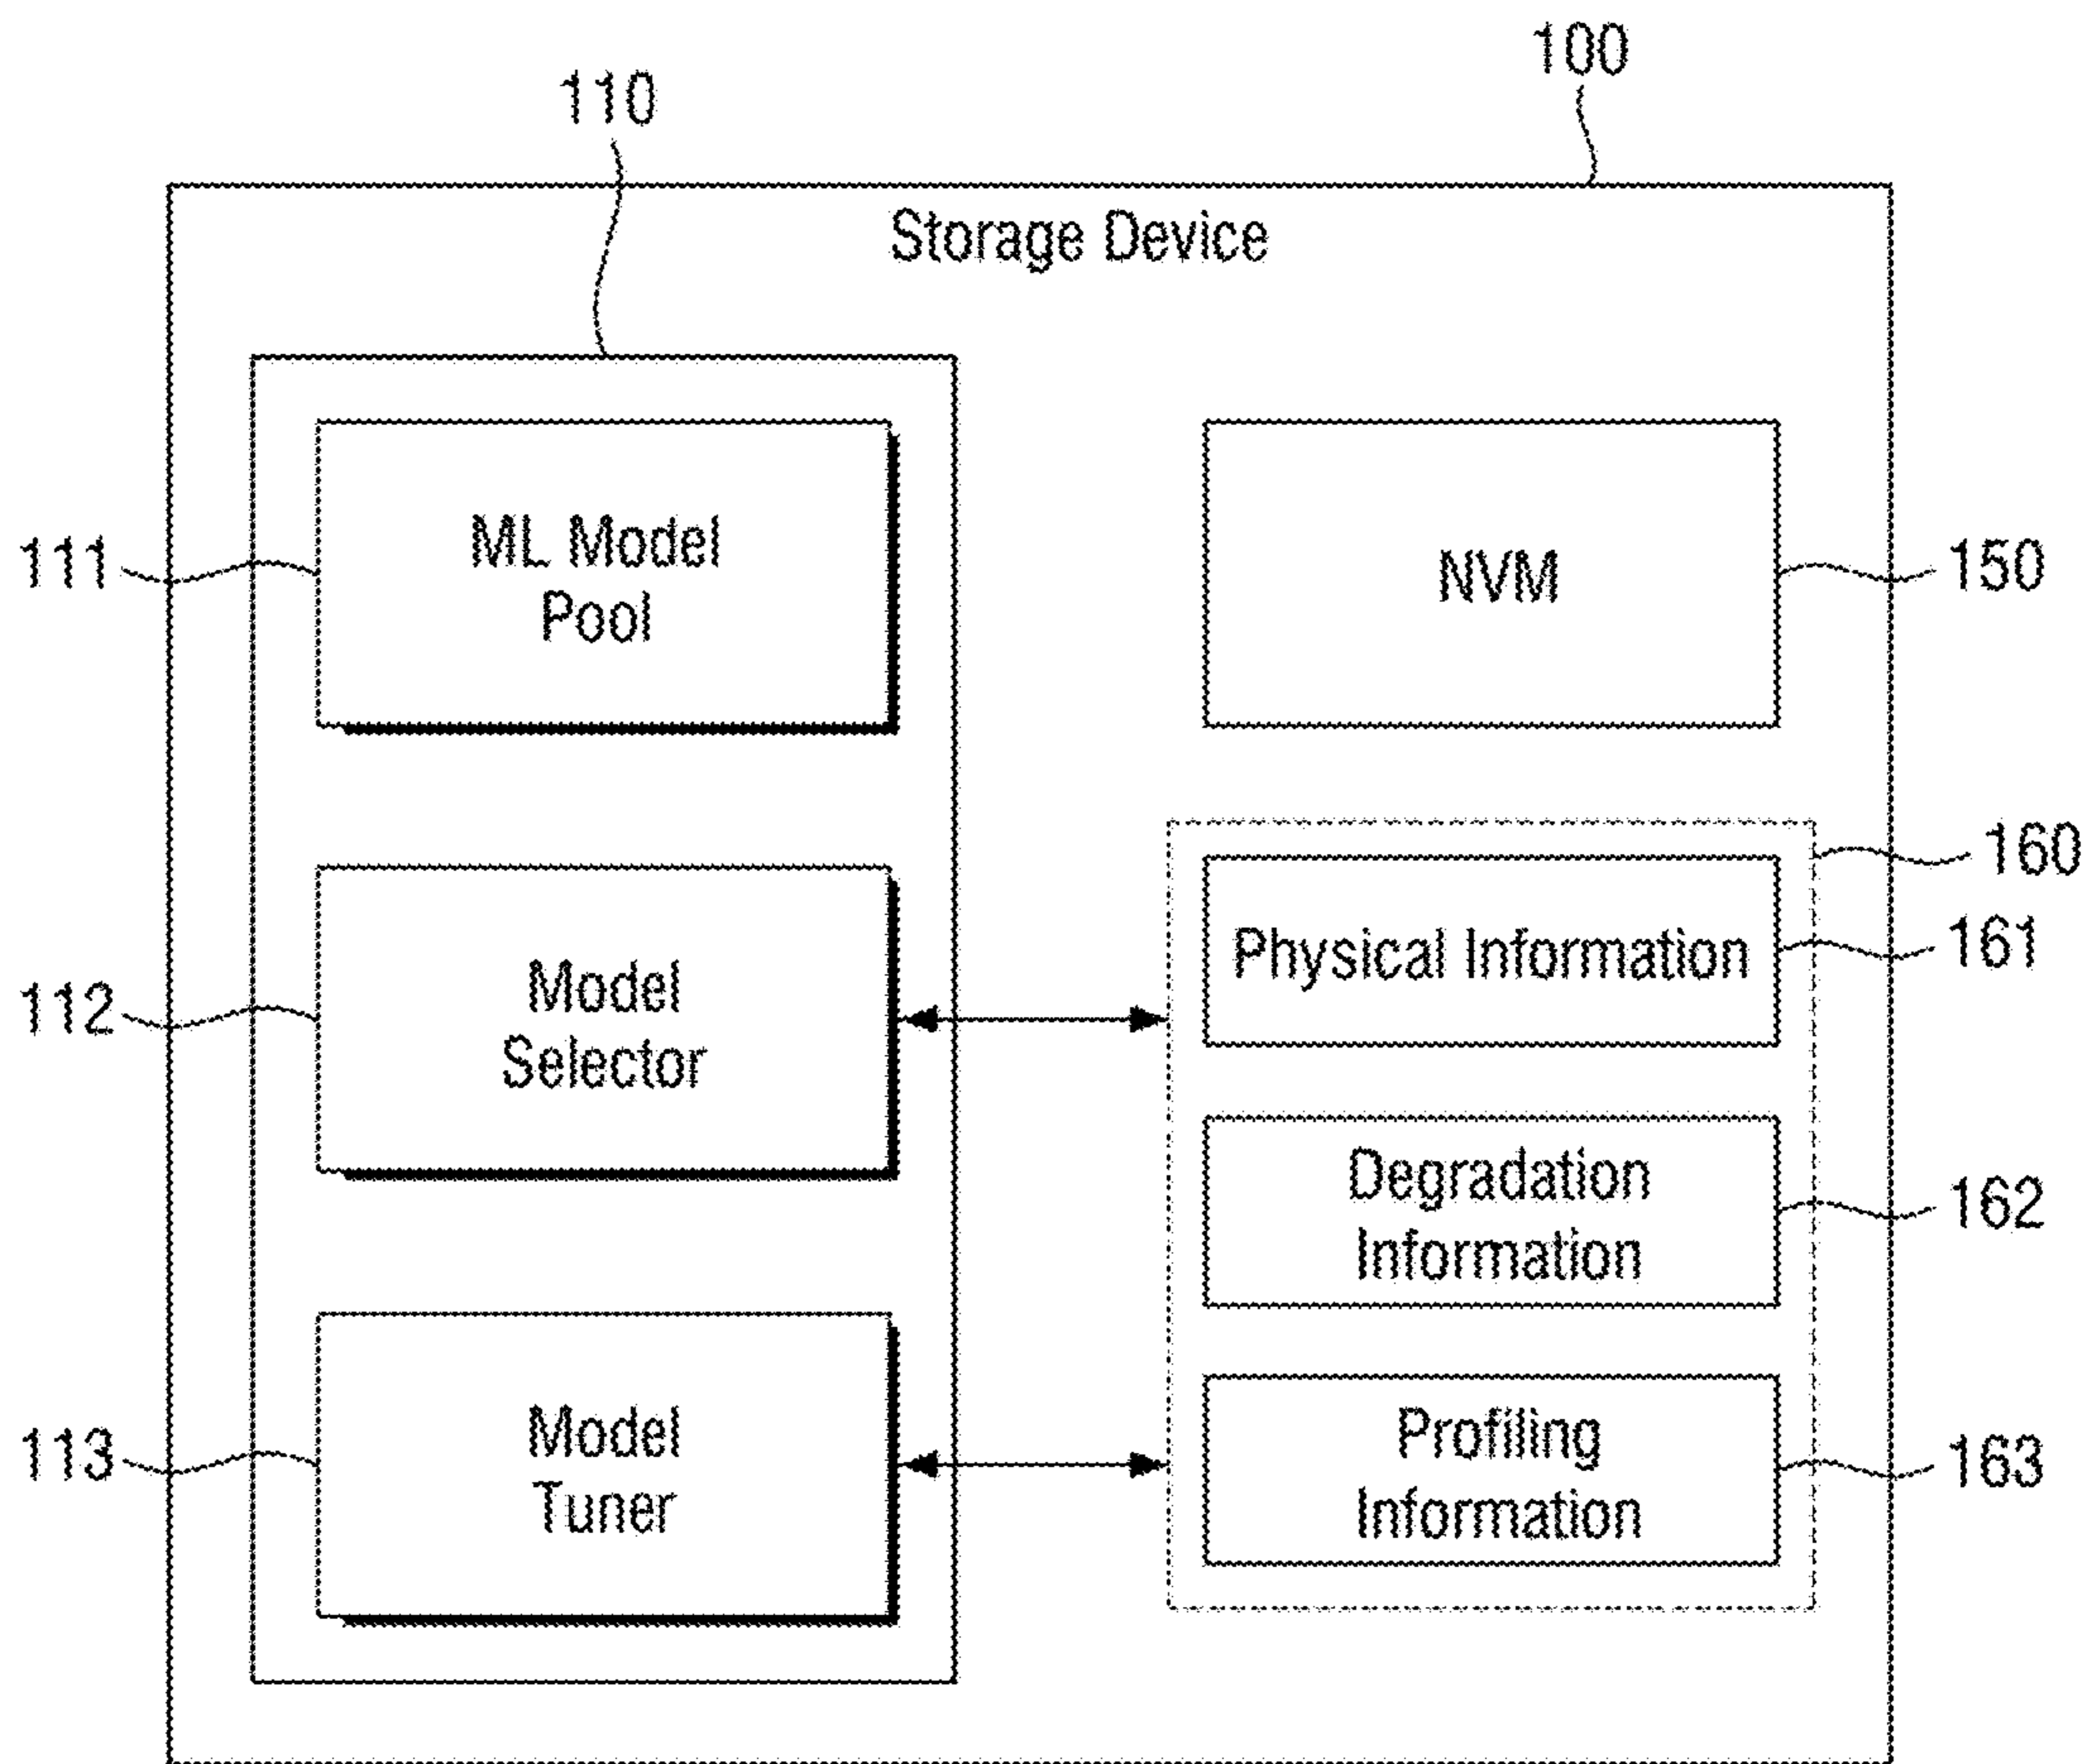 100
110
Storage Device
111
ML Model
Pool
NVM
150
160
Physical Information
161
112
Model
Selector
Degradation
Information
162
113
Model
Tuner
Profiling
Information
163